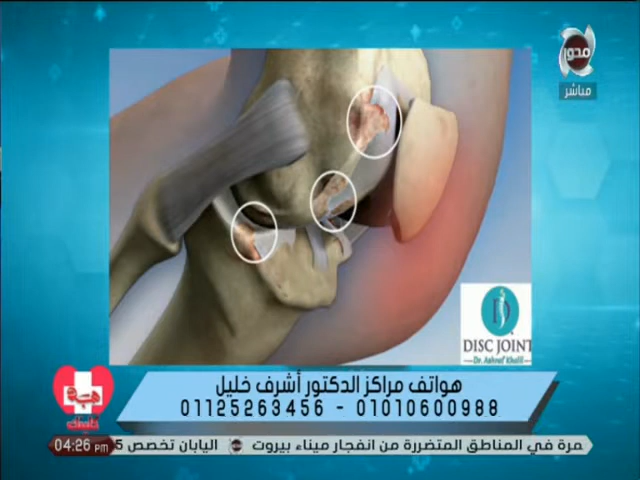 محور
مباشر
DISC JOINT
Dr. Ashraf Khalil
هواتف مراكز الدكتور أشرف خليل
01125263456 - 01010600988
04:26 pm
مرة في المناطق المتضررة من انفجار ميناء بيروت
اليابان تخصص 5